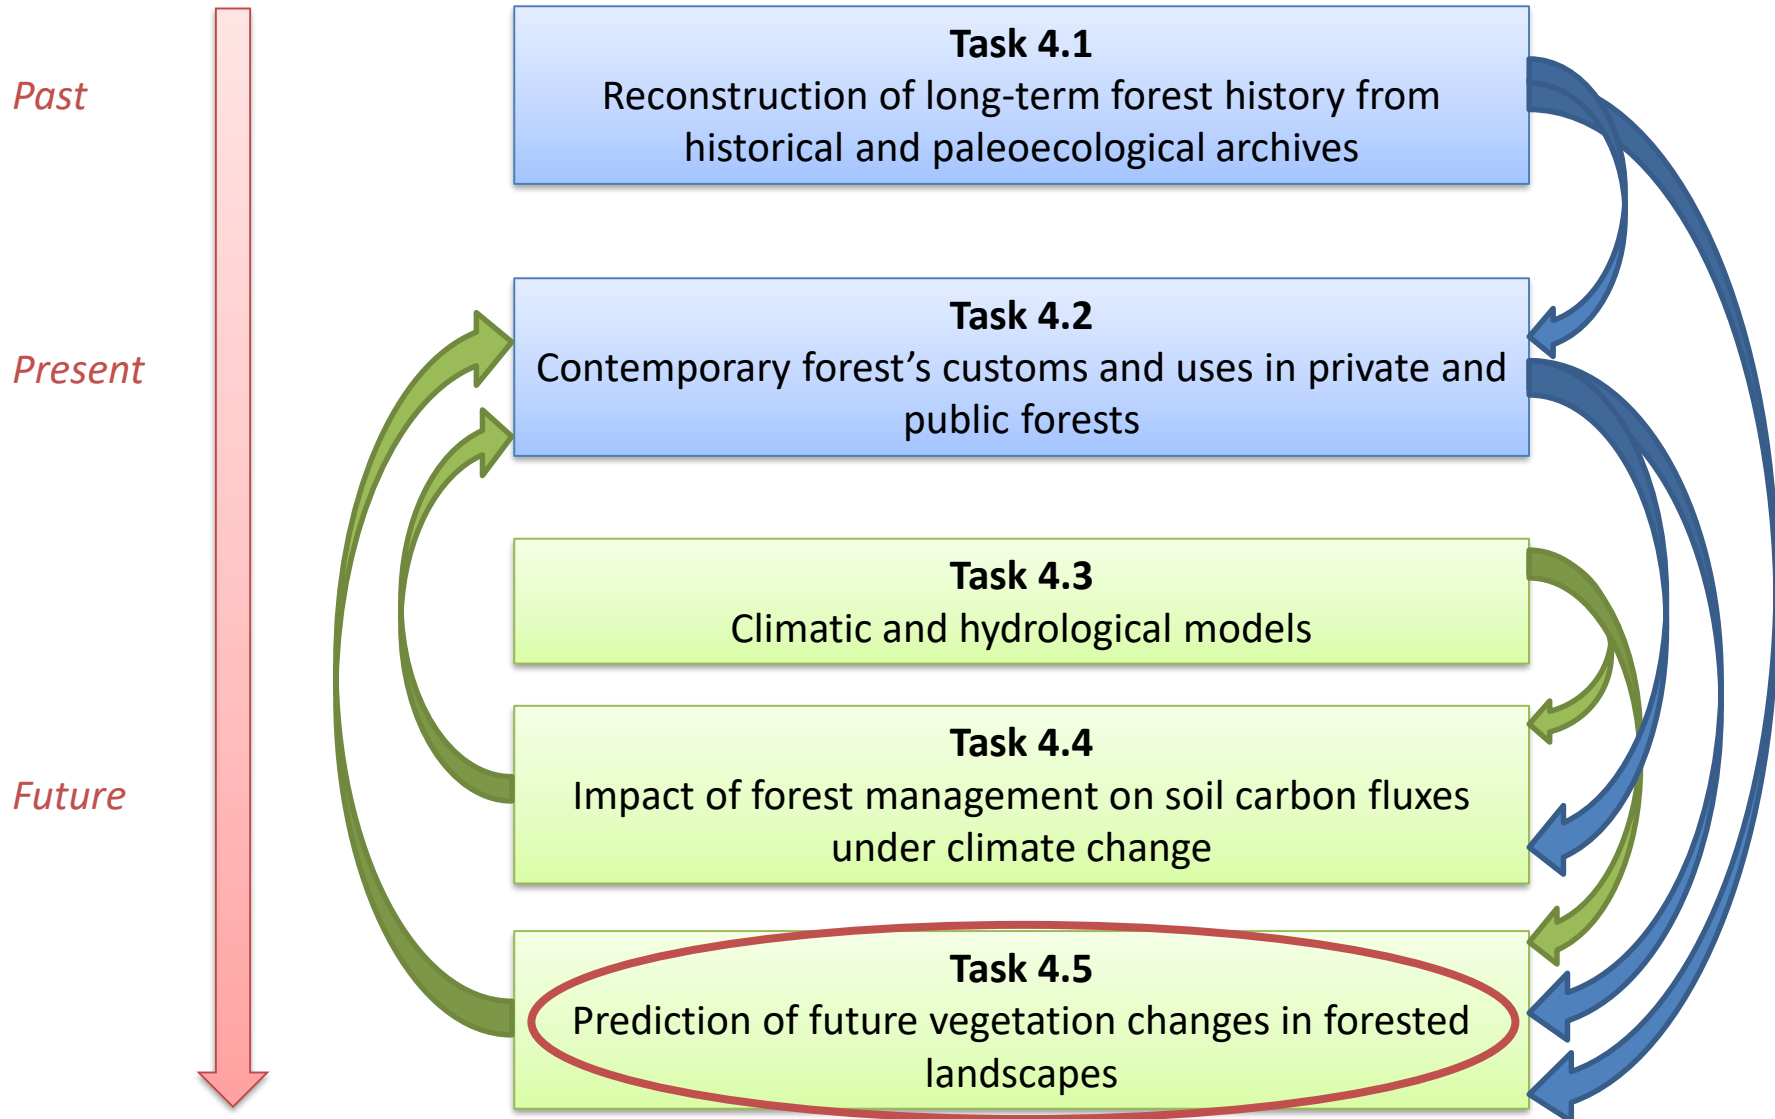 Past
Task 4.1
Reconstruction of long-term forest history from
historical and paleoecological archives
Present
Task 4.2
Contemporary forest’s customs and uses in private and
public forests
Task 4.3
Climatic and hydrological models
Future
Task 4.4
Impact of forest management on soil carbon fluxes
under climate change
Task 4.5
Prediction of future vegetation changes in forested
landscapes